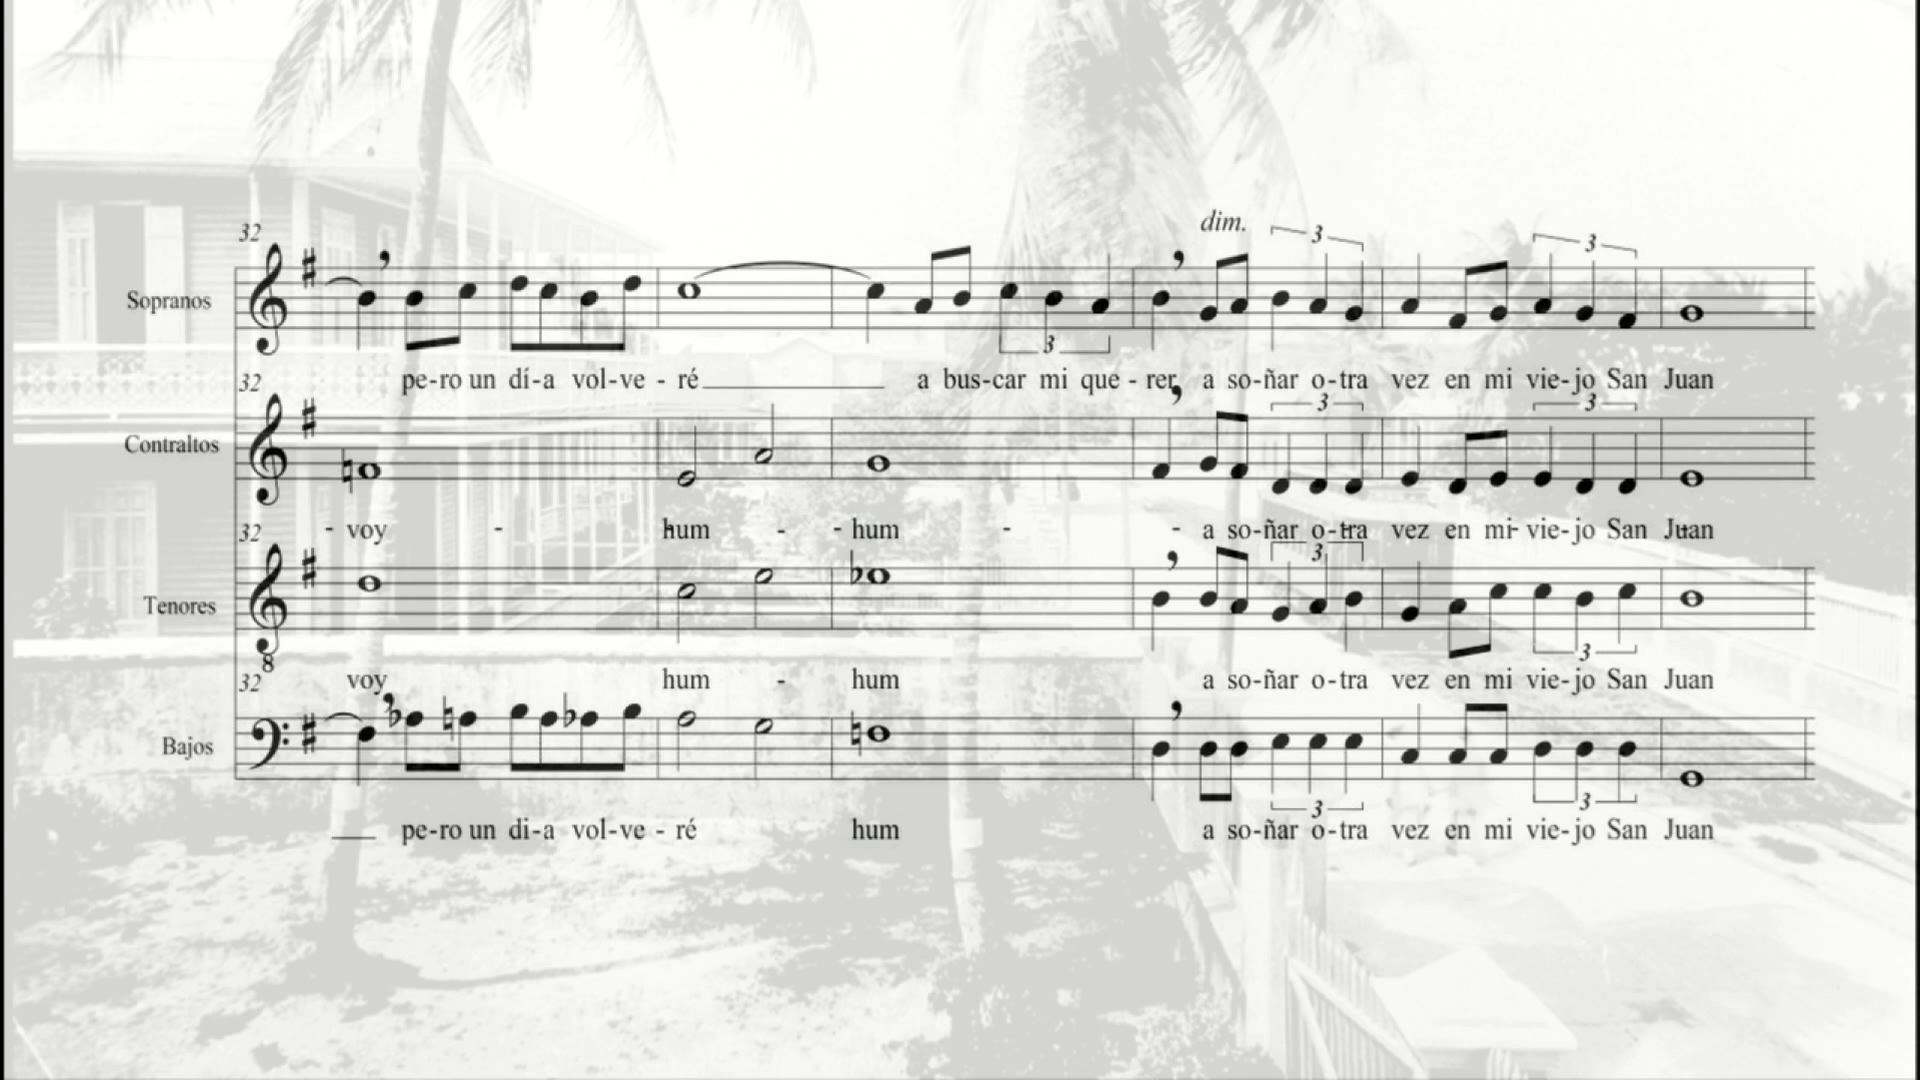 dim.
32 3 3
Sopranos
3
pe-ro un dí-a vol-ve - ré a bus-car mi que - rer, a so-ñar o-tra vez en mi vie-jo San Juan
32 3 3
Contraltos
- voy - hum - - hum - - a so-ñar o-tra vez en mi- vie-jo San Juan
32 3
Tenores
8 3
voy hum - hum a so-ñar o-tra vez en mi vie-jo San Juan
32
Bajos
3 3
pe-ro un di-a vol-ve - ré hum a so-ñar o-tra vez en mi vie-jo San Juan